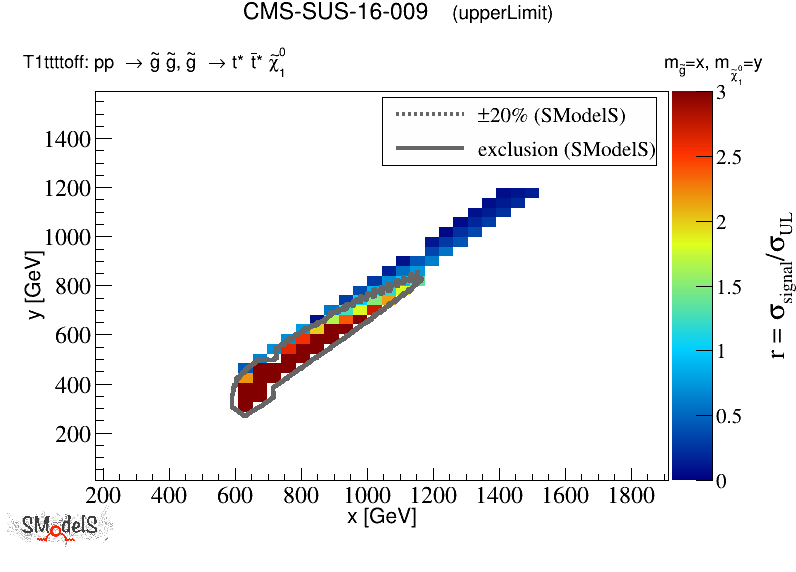 CMS-SUS-16-009 (upperLimit)
T1ttttoff: pp → g̃ g̃, g̃ → t* t̄* χ̃₁⁰
m_g̃=x, m_χ̃₁⁰=y
±20% (SModelS)
exclusion (SModelS)
y [GeV]
1400
1200
1000
800
600
400
200
200 400 600 800 1000 1200 1400 1600 1800
x [GeV]
3
2.5
2
1.5
1
0.5
0
r = σ_signal/σ_UL
SModelS